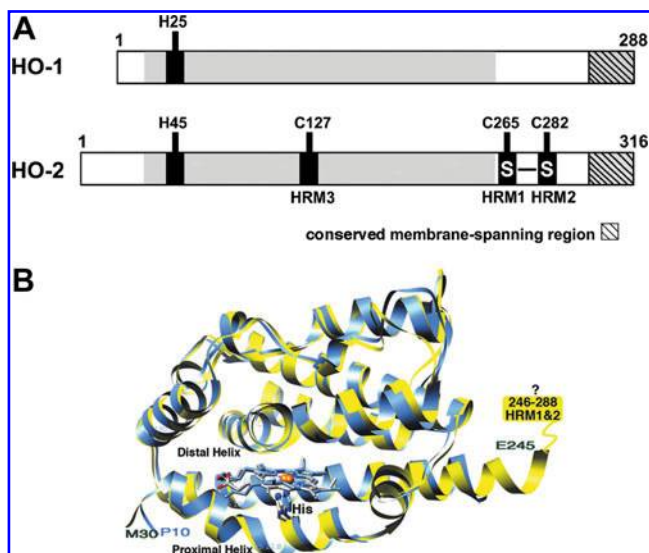 A
H25
1
288
HO-1
H45
C127
C265
C282
1
316
HO-2
S
S
HRM3
HRM1
HRM2
conserved membrane-spanning region
B
?
246-288
HRM1&2
E245
Distal Helix
His
M30
P10
Proximal Helix